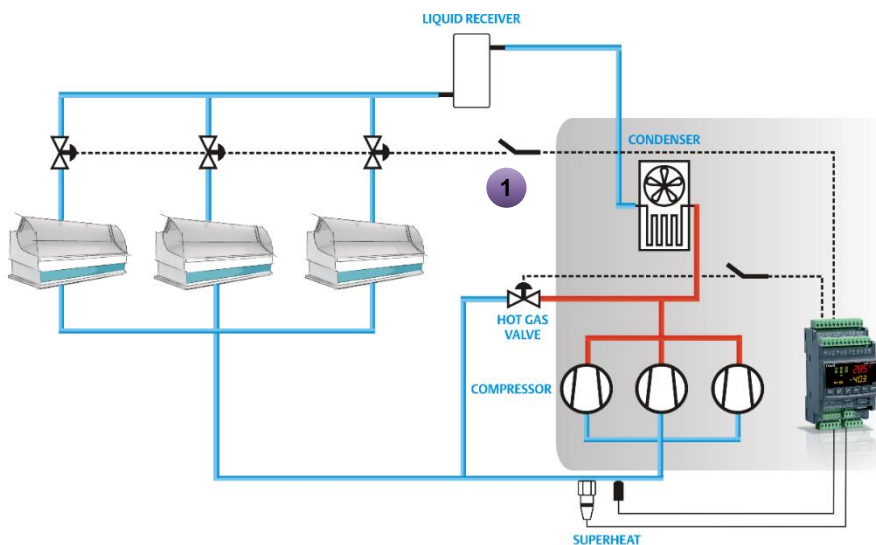 LIQUID RECEIVER
CONDENSER
1
HOT GAS
VALVE
COMPRESSOR
SUPERHEAT